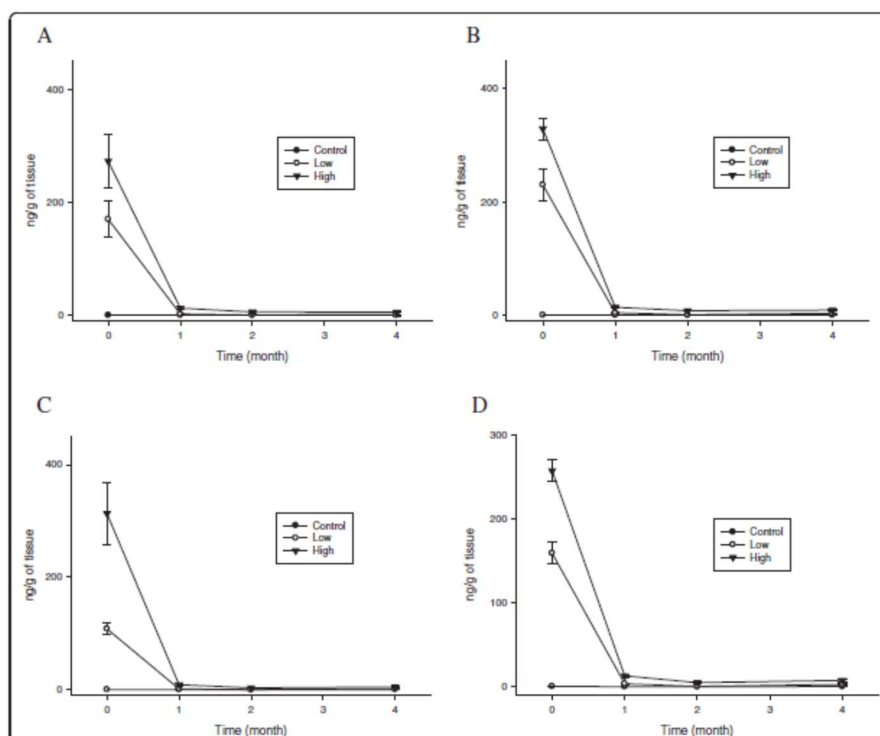 A
400
200
0
ng/g of tissue
Control
Low
High
0 1 2 3 4
Time (month)
B
400
200
0
ng/g of tissue
Control
Low
High
0 1 2 3 4
Time (month)
C
400
200
0
ng/g of tissue
Control
Low
High
0 1 2 3 4
Time (month)
D
300
200
100
0
ng/g of tissue
Control
Low
High
0 1 2 3 4
Time (month)